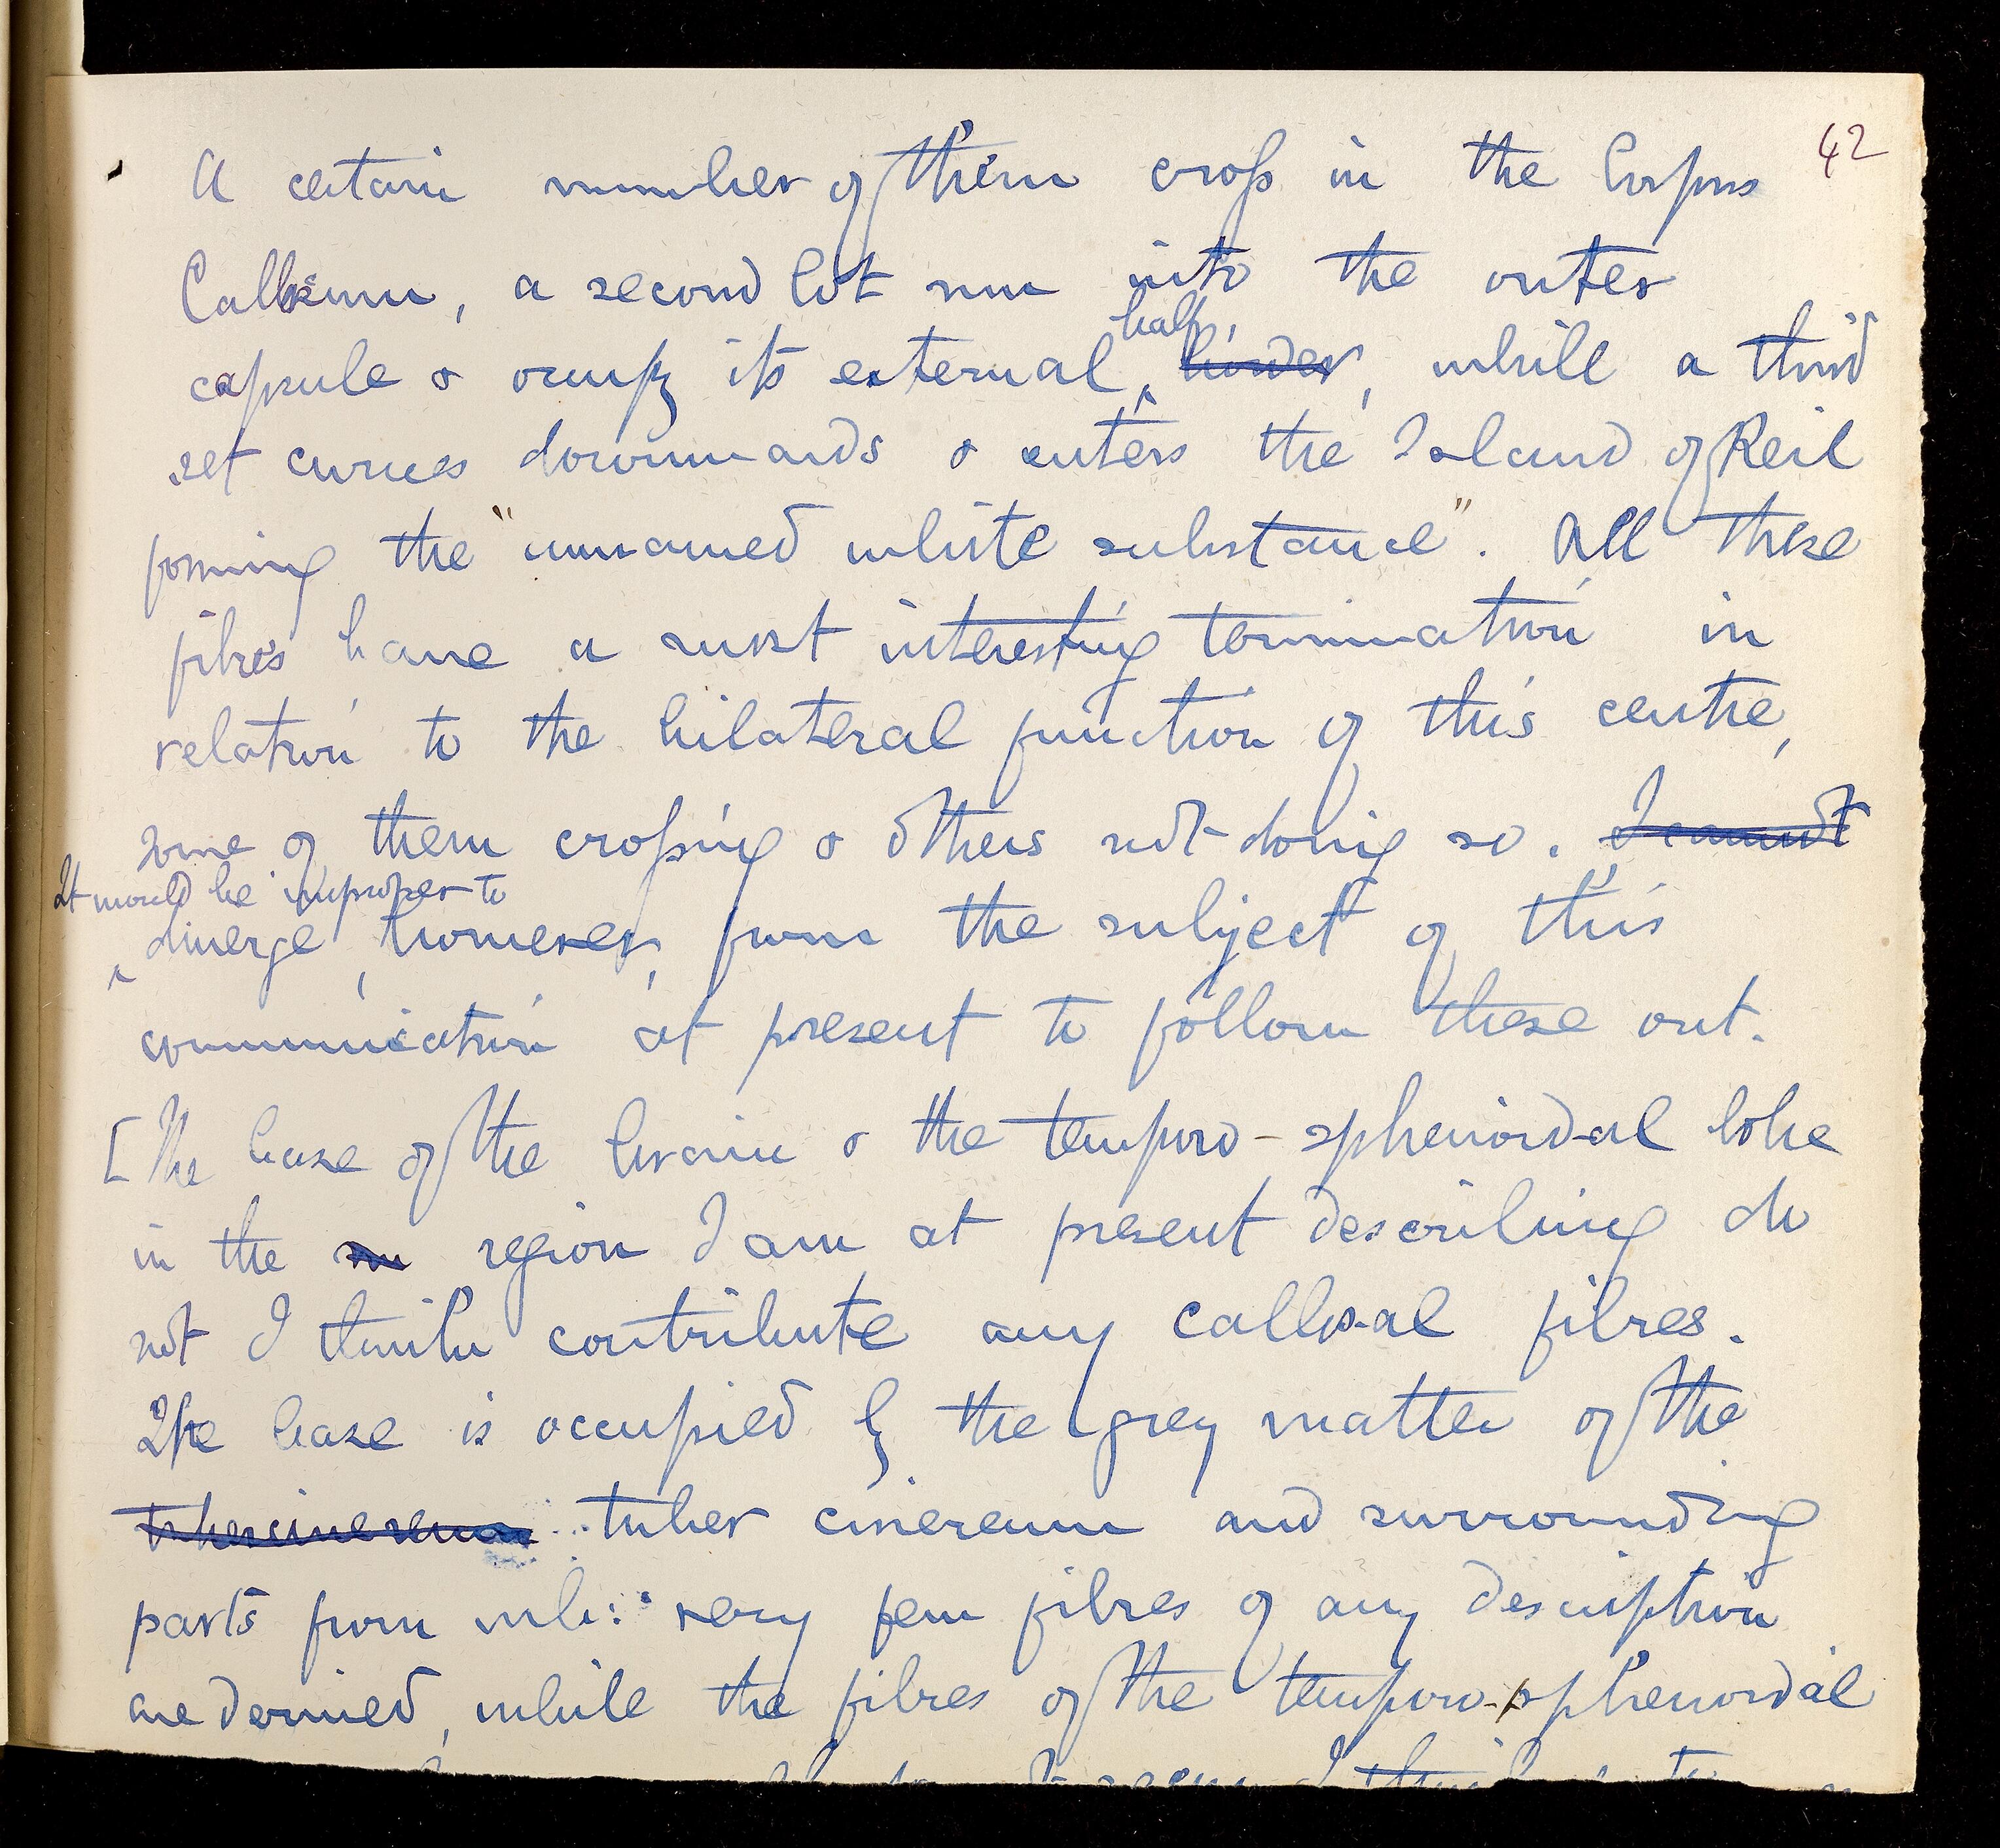 42
A certain number of them cross in the Corpus
Callosum, a second lot run into the outer
half,
capsule & occupy its external border, while a third
set curves downwards & enters the Island of Reil
forming the "unnamed white substance". All these
fibres have a most interesting termination in
relation to the bilateral function of this centre,
some of them crossing & others not doing so. I cannot
It would be improper to
diverge, however, from the subject of this
communication at present to follow these out.
[The base of the brain & the temporo-sphenoidal lobe
in the region I am at present describing do
not I think contribute any callosal fibres.
The base is occupied by the grey matter of the
tuber cinereum tuber cinereum and surrounding
parts from wh: very few fibres of any description
are derived, while the fibres of the temporo-sphenoidal